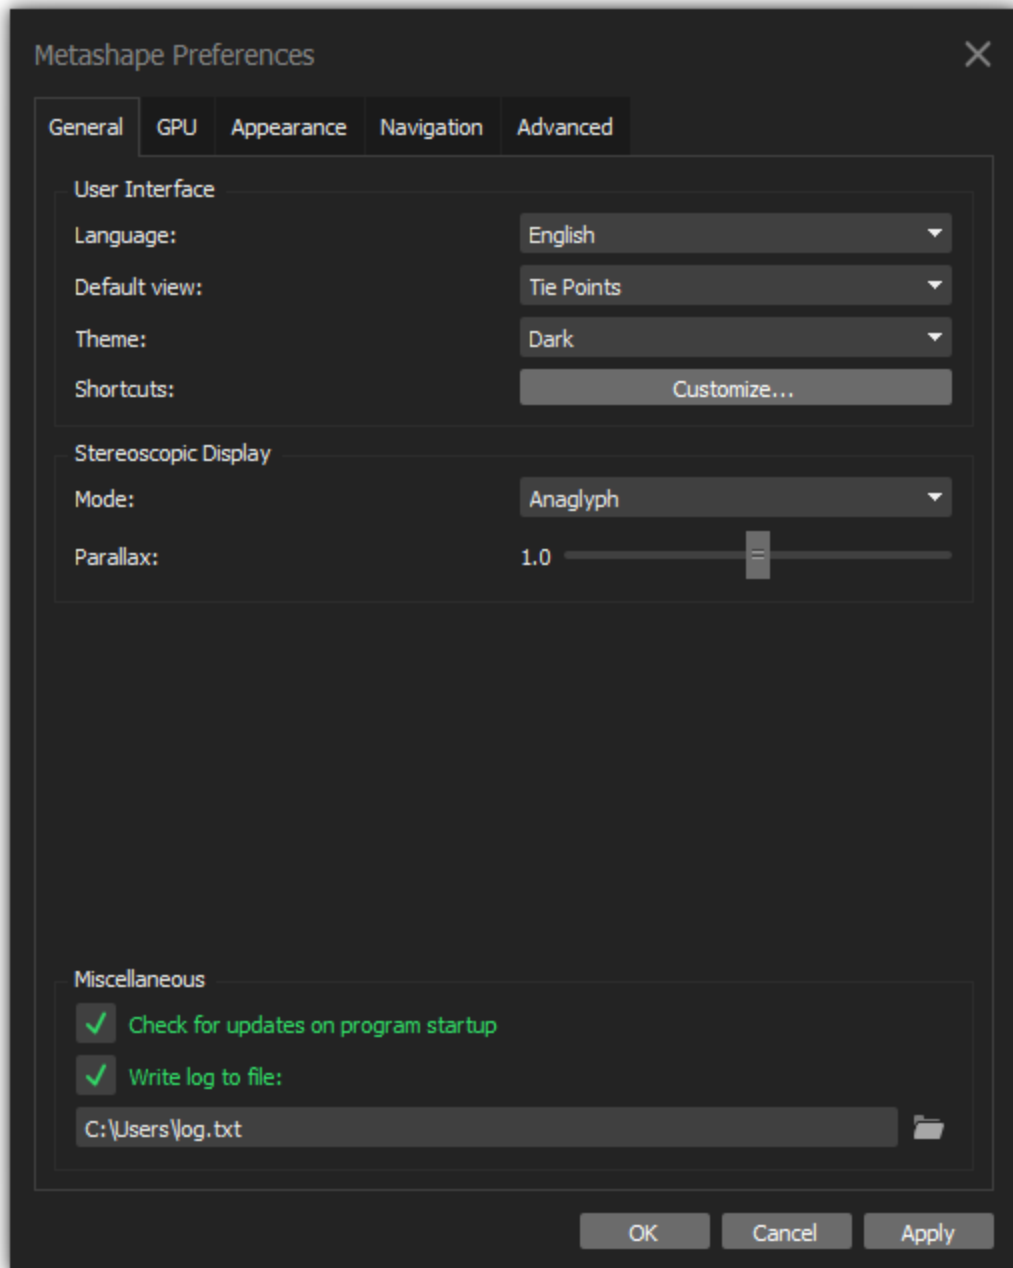 Metashape Preferences
General GPU Appearance Navigation Advanced
User Interface
Language: English
Default view: Tie Points
Theme: Dark
Shortcuts: Customize...
Stereoscopic Display
Mode: Anaglyph
Parallax: 1.0
Miscellaneous
Check for updates on program startup
Write log to file:
C:\Users\log.txt
OK Cancel Apply